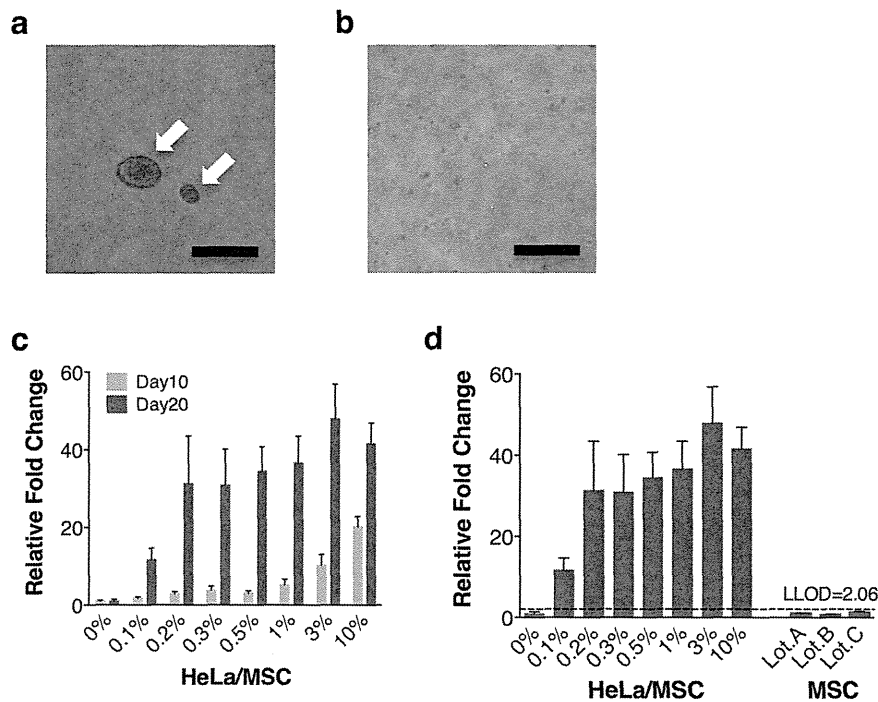 a
b
c
Relative Fold Change
60
40
20
0
Day10
Day20
0% 0.1% 0.2% 0.3% 0.5% 1% 3% 10%
HeLa/MSC
d
Relative Fold Change
60
40
20
0
LLOD=2.06
0% 0.1% 0.2% 0.3% 0.5% 1% 3% 10% Lot.A Lot.B Lot.C
HeLa/MSC MSC